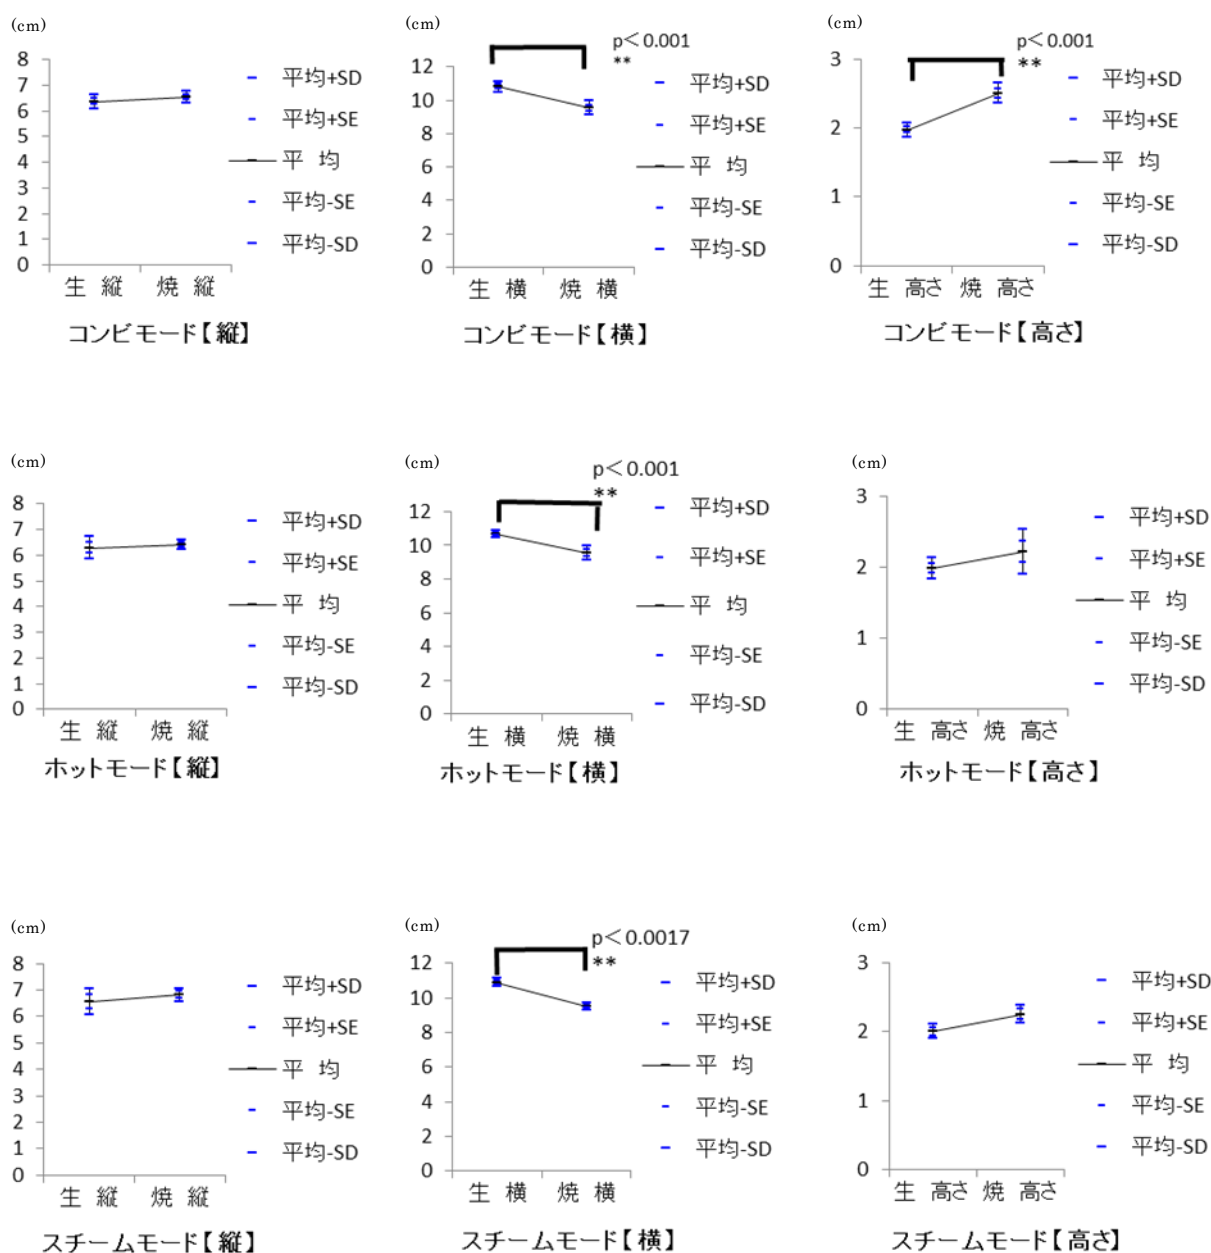 (cm)
8
7
6
5
4
3
2
1
0
生 縦 焼 縦
平均+SD
平均+SE
平 均
平均-SE
平均-SD
コンビモード【縦】
(cm)
p＜0.001
**
12
10
8
6
4
2
0
生 横 焼 横
平均+SD
平均+SE
平 均
平均-SE
平均-SD
コンビモード【横】
(cm)
p＜0.001
**
3
2
1
0
生 高さ 焼 高さ
平均+SD
平均+SE
平 均
平均-SE
平均-SD
コンビモード【高さ】
(cm)
8
7
6
5
4
3
2
1
0
生 縦 焼 縦
平均+SD
平均+SE
平 均
平均-SE
平均-SD
ホットモード【縦】
(cm)
p＜0.001
**
12
10
8
6
4
2
0
生 横 焼 横
平均+SD
平均+SE
平 均
平均-SE
平均-SD
ホットモード【横】
(cm)
3
2
1
0
生 高さ 焼 高さ
平均+SD
平均+SE
平 均
平均-SE
平均-SD
ホットモード【高さ】
(cm)
8
7
6
5
4
3
2
1
0
生 縦 焼 縦
平均+SD
平均+SE
平 均
平均-SE
平均-SD
スチームモード【縦】
(cm)
p＜0.0017
**
12
10
8
6
4
2
0
生 横 焼 横
平均+SD
平均+SE
平 均
平均-SE
平均-SD
スチームモード【横】
(cm)
3
2
1
0
生 高さ 焼 高さ
平均+SD
平均+SE
平 均
平均-SE
平均-SD
スチームモード【高さ】